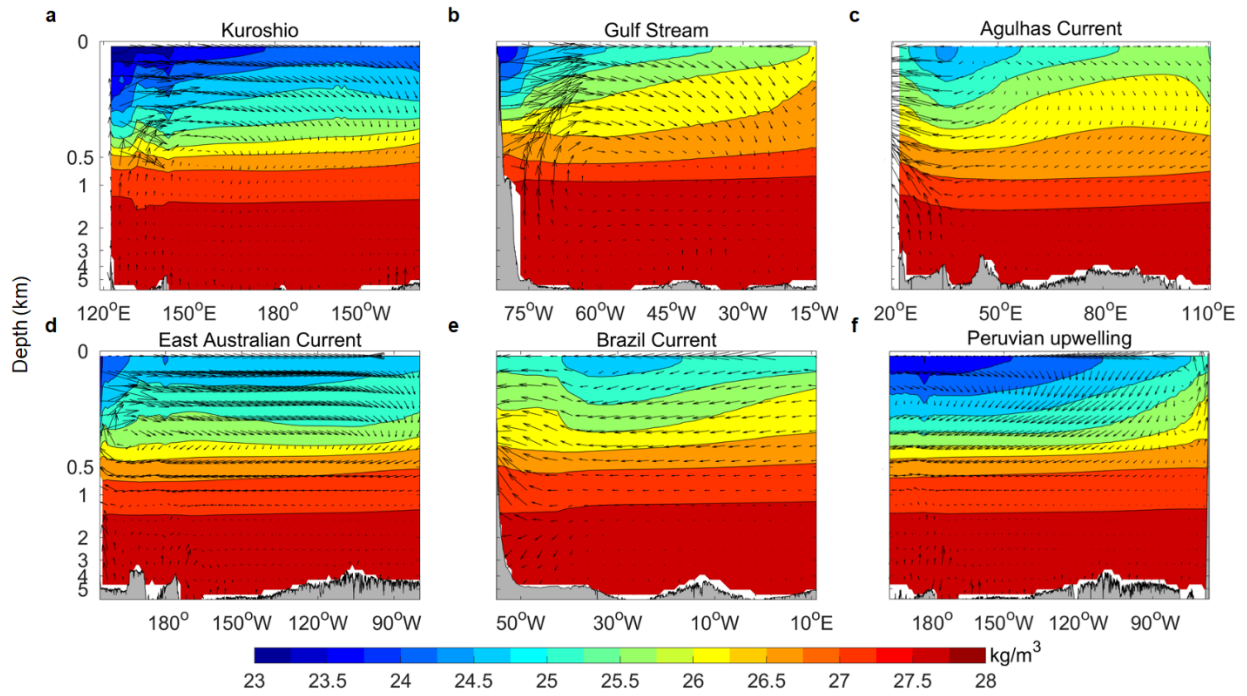 a Kuroshio
b Gulf Stream
c Agulhas Current
Depth (km)
0
0.5
1
2
3
4
5
120°E 150°E 180° 150°W
75°W 60°W 45°W 30°W 15°W
20°E 50°E 80°E 110°E
d East Australian Current
e Brazil Current
f Peruvian upwelling
0
0.5
1
2
3
4
5
180° 150°W 120°W 90°W
50°W 30°W 10°W 10°E
180° 150°W 120°W 90°W
23 23.5 24 24.5 25 25.5 26 26.5 27 27.5 28
kg/m³